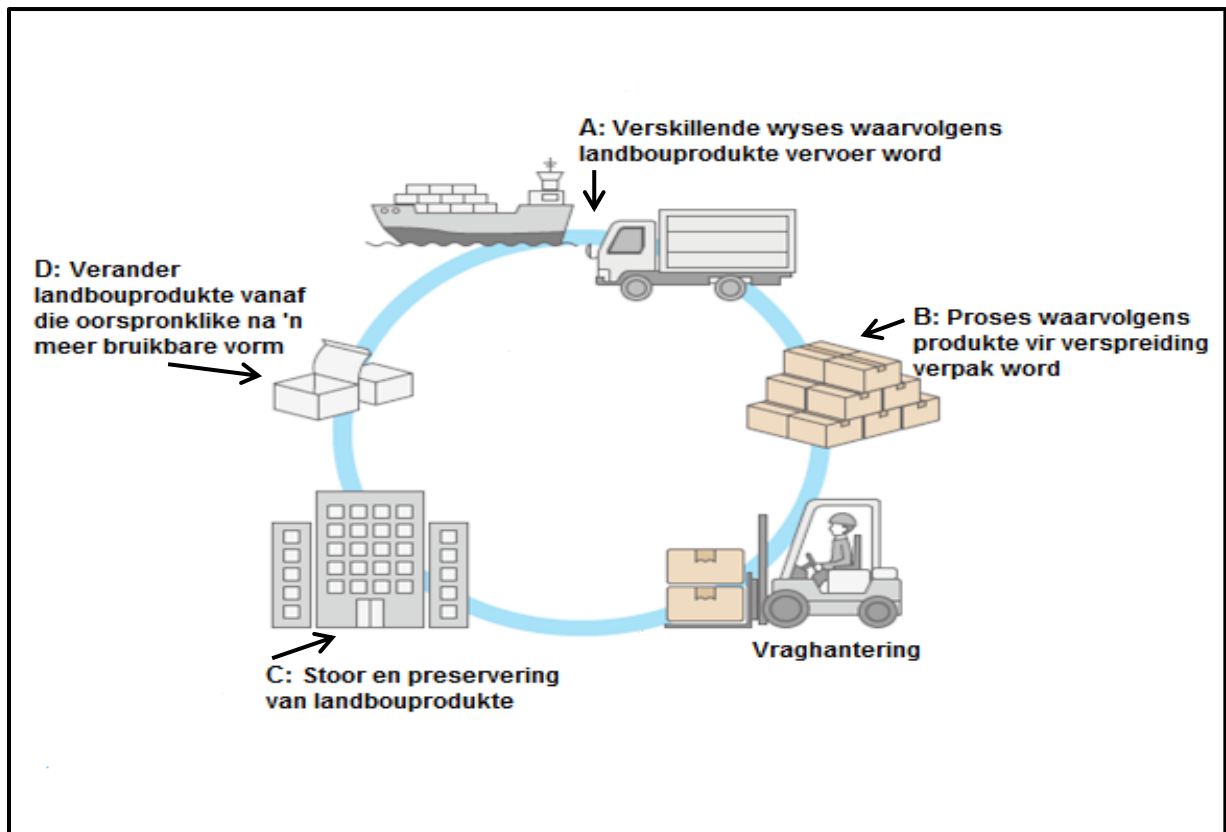 A: Verskillende wyses waarvolgens
landbouprodukte vervoer word
D: Verander
landbouprodukte vanaf
die oorspronklike na 'n
meer bruikbare vorm
B: Proses waarvolgens
produkte vir verspreiding
verpak word
Vraghantering
C: Stoor en preservering
van landbouprodukte